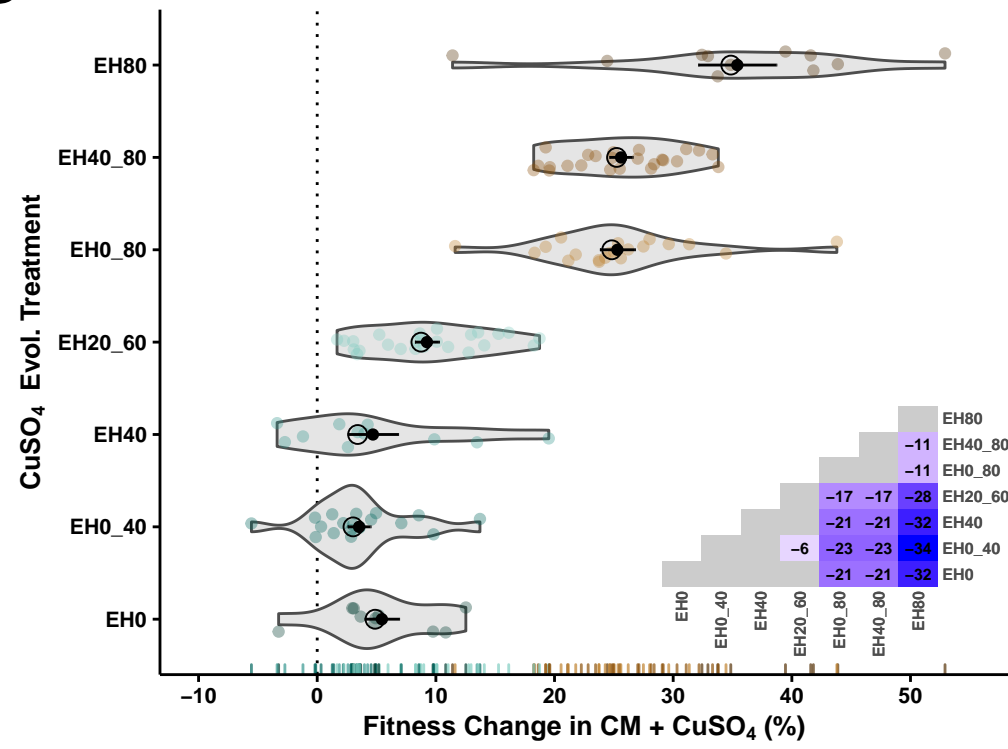 EH80
EH40_80
EH0_80
EH20_60
EH40
EH0_40
EH0
CuSO₄ Evol. Treatment
−10 0 10 20 30 40 50
Fitness Change in CM + CuSO₄ (%)
EH80
−11 EH40_80
−11 EH0_80
−17 −17 −28 EH20_60
−21 −21 −32 EH40
−6 −23 −23 −34 EH0_40
−21 −21 −32 EH0
EH0 EH0_40 EH40 EH20_60 EH0_80 EH40_80 EH80